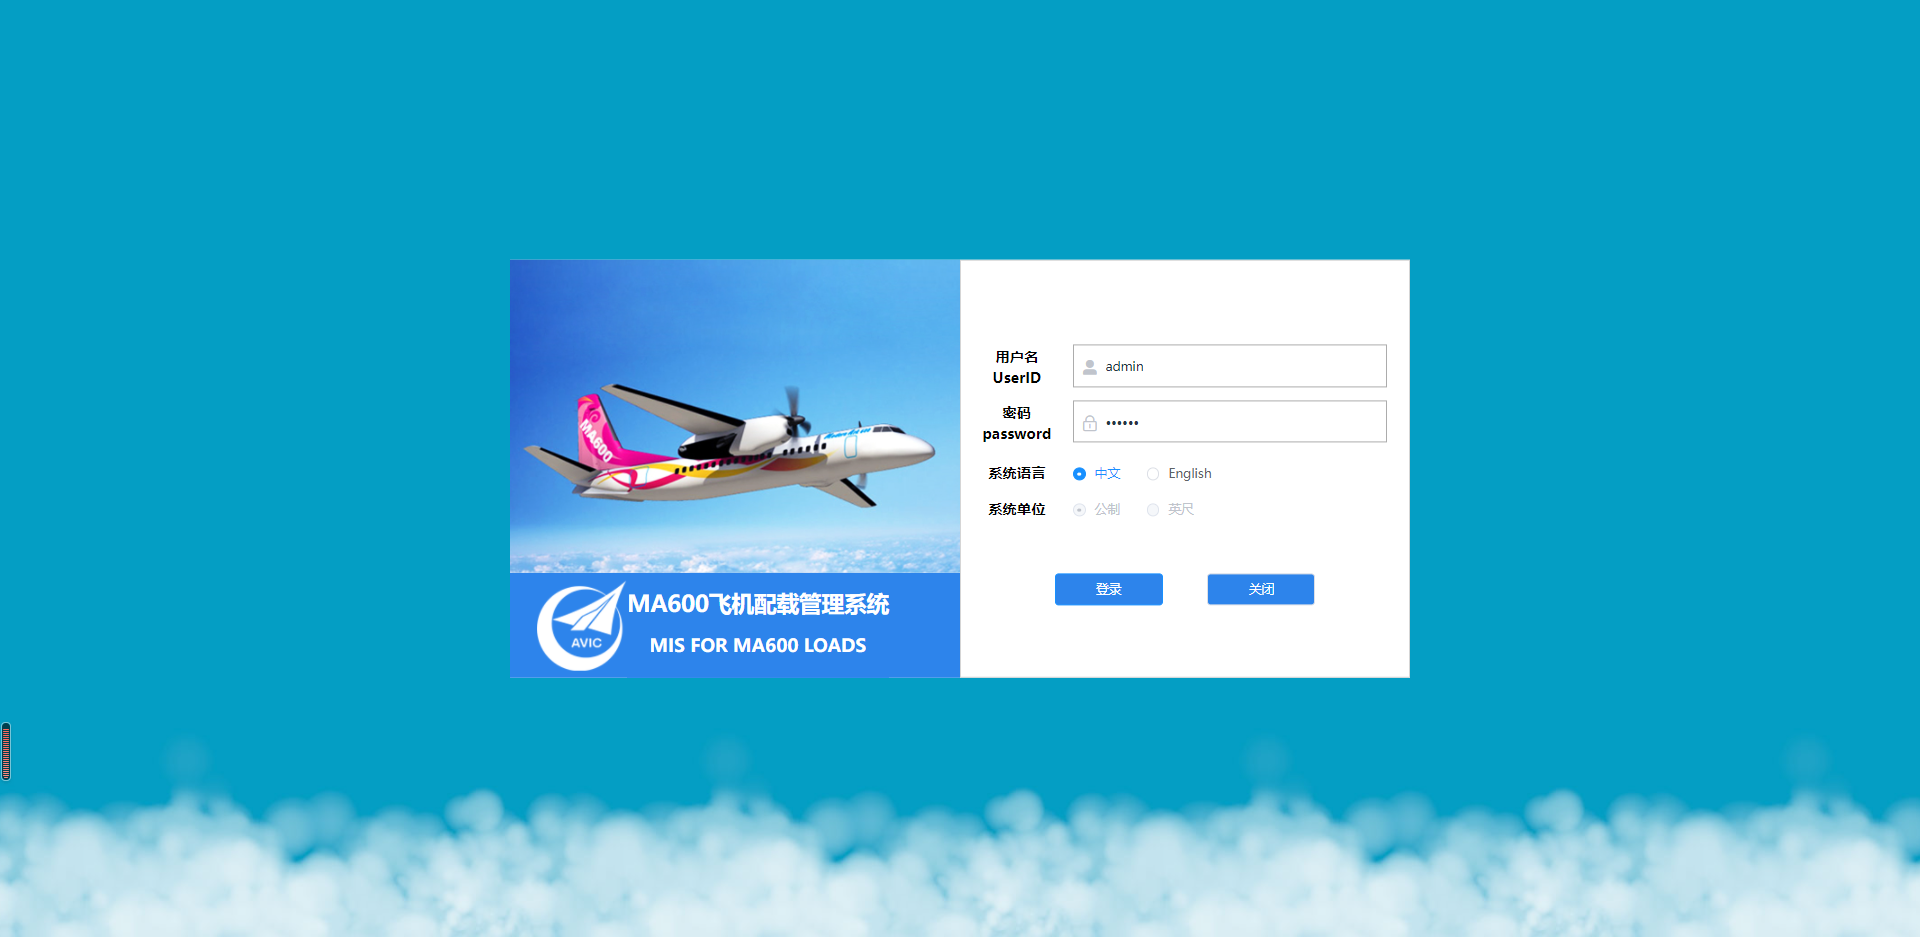 MA600
AVIC
MA600飞机配载管理系统
MIS FOR MA600 LOADS
用户名
UserID
admin
密码
password
••••••
系统语言
中文
English
系统单位
公制
英尺
登录
关闭